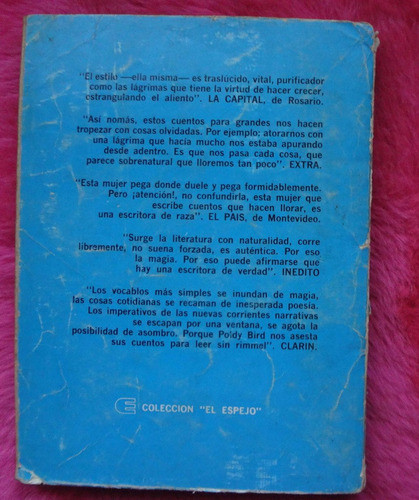 "El estilo —ella misma— es traslúcido, vital, purificador
como las lágrimas que tiene la virtud de hacer crecer,
estrangulando el aliento". LA CAPITAL, de Rosario.
"Así nomás, estos cuentos para grandes nos hacen
tropezar con cosas olvidadas. Por ejemplo: atorarnos con
una lágrima que hacía mucho nos estaba apurando
desde adentro. Es que nos pasa cada cosa, que
parece sobrenatural que lloremos tan poco". EXTRA.
"Esta mujer pega donde duele y pega formidablemente.
Pero ¡atención!, no confundirla, esta mujer que
escribe cuentos que hacen llorar, es
una escritora de raza". EL PAIS, de Montevideo.
"Surge la literatura con naturalidad, corre
libremente, no suena forzada, es auténtica. Por eso
la magia. Por eso puede afirmarse que
hay una escritora de verdad". INEDITO
"Los vocablos más simples se inundan de magia,
las cosas cotidianas se recaman de inesperada poesía.
Los imperativos de las nuevas corrientes narrativas
se escapan por una ventana, se agota la
posibilidad de asombro. Porque Poldy Bird nos asesta
sus cuentos para leer sin rimmel". CLARIN.
COLECCION "EL ESPEJO"